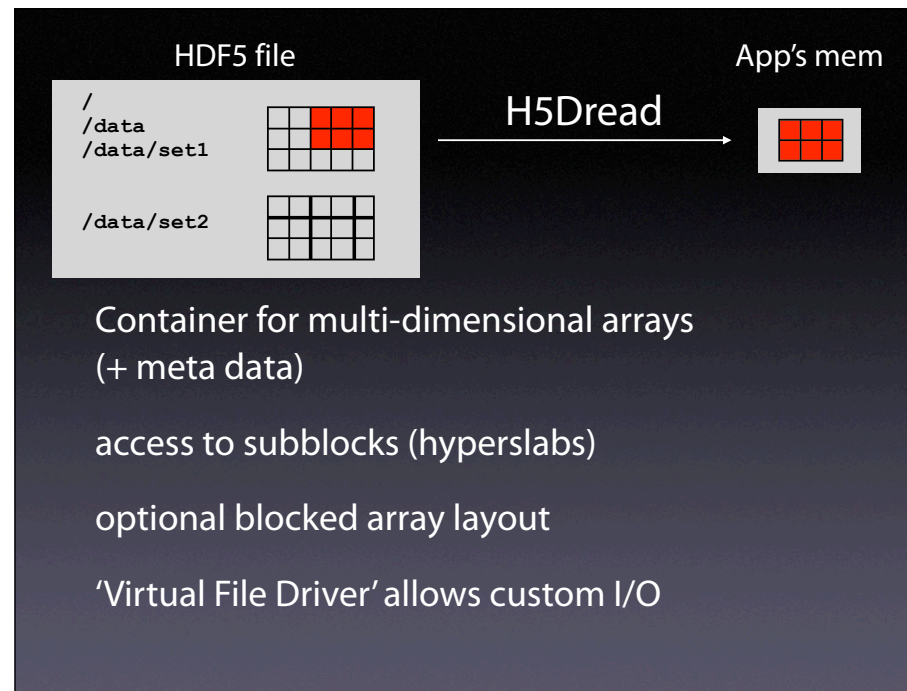 HDF5 file
App's mem
/
/data
/data/set1
H5Dread
/data/set2
Container for multi-dimensional arrays
(+ meta data)
access to subblocks (hyperslabs)
optional blocked array layout
‘Virtual File Driver’ allows custom I/O